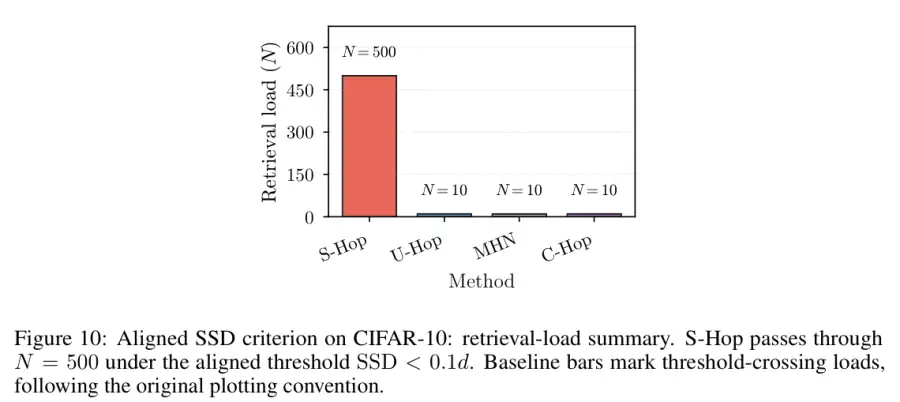 600
450
300
150
0
Retrieval load (N)
N = 500
N = 10
N = 10
N = 10
S-Hop
U-Hop
MHN
C-Hop
Method
Figure 10: Aligned SSD criterion on CIFAR-10: retrieval-load summary. S-Hop passes through
N = 500 under the aligned threshold SSD < 0.1d. Baseline bars mark threshold-crossing loads,
following the original plotting convention.